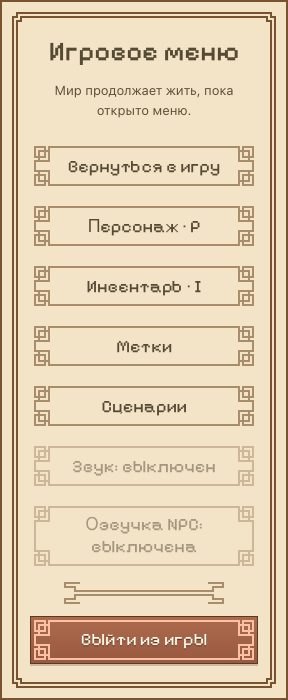 Игровое меню
Мир продолжает жить, пока
открыто меню.
Вернуться в игру
Персонаж · P
Инвентарь · I
Метки
Сценарии
Звук: выключен
Озвучка NPC:
выключена
Выйти из игры